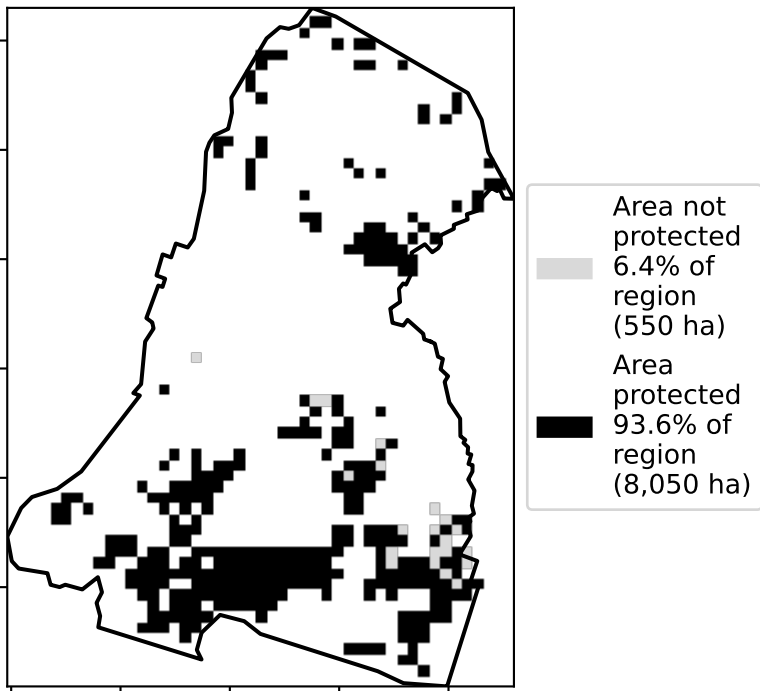 Area not
protected
6.4% of
region
(550 ha)
Area
protected
93.6% of
region
(8,050 ha)